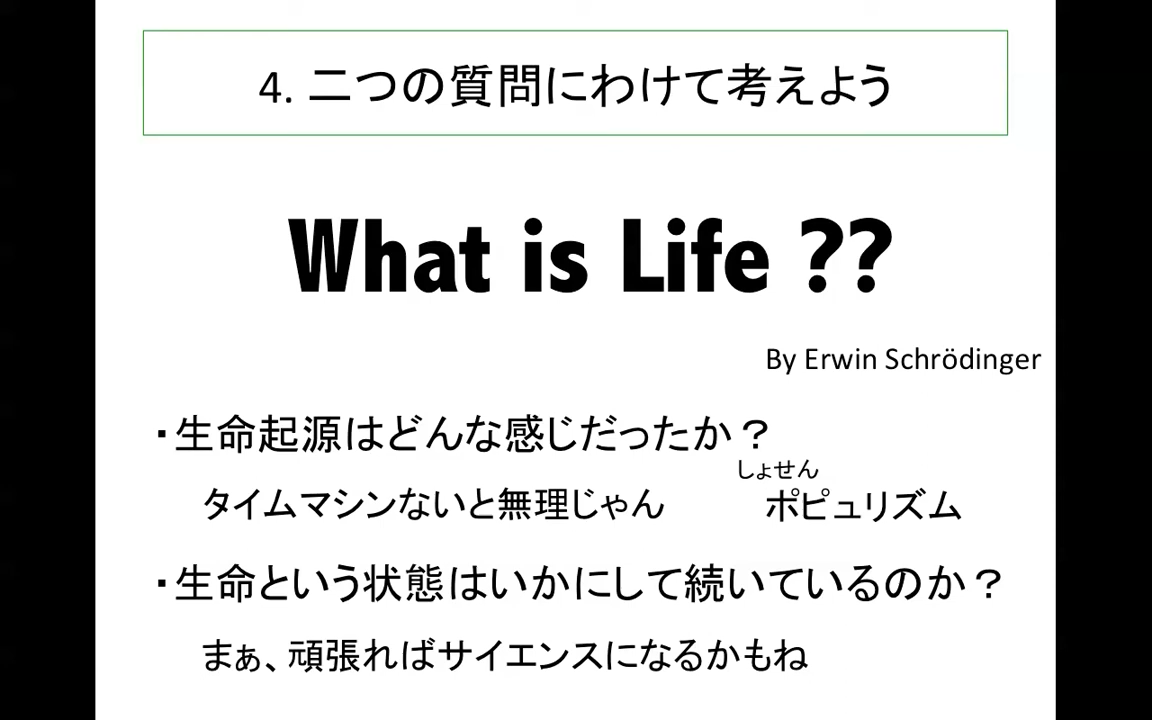 4. 二つの質問にわけて考えよう
What is Life ??
By Erwin Schrödinger
・生命起源はどんな感じだったか？
しょせん
タイムマシンないと無理じゃん ポピュリズム
・生命という状態はいかにして続いているのか？
まぁ、頑張ればサイエンスになるかもね